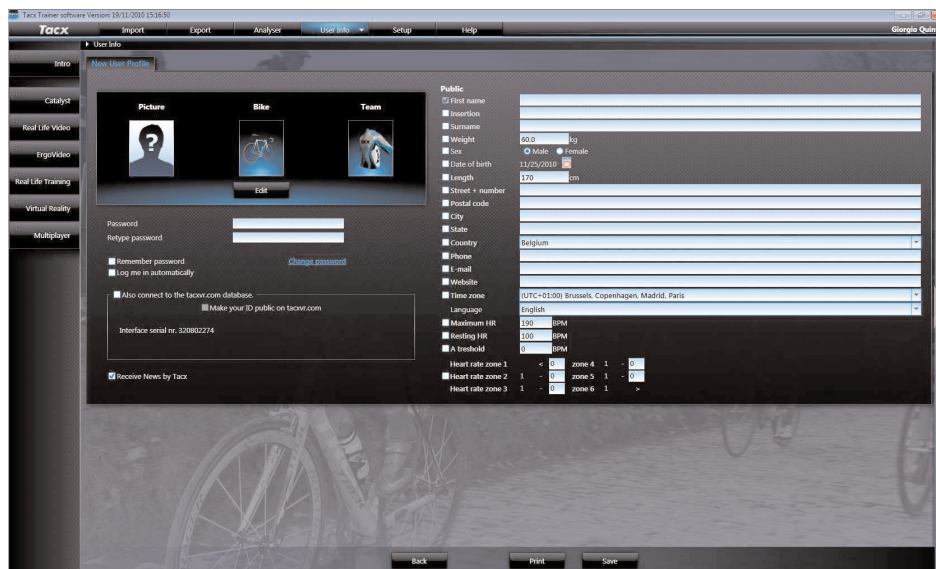 Tacx Trainer software Version: 19/11/2010 15:16:50
Tacx Import Export Analyser User Info Setup Help Giorgio Quin
User Info
Intro
Catalyst
Real Life Video
ErgoVideo
Real Life Training
Virtual Reality
Multiplayer
New User Profile
Picture Bike Team
?
Edit
Password
Retype password
Remember password Change password
Log me in automatically
Also connect to the tacxvr.com database.
Make your ID public on tacxvr.com
Interface serial nr. 320802274
Receive News by Tacx
Public
First name
Insertion
Surname
Weight 60,0 kg
Sex Male Female
Date of birth 11/25/2010
Length 170 cm
Street + number
Postal code
City
State
Country Belgium
Phone
E-mail
Website
Time zone (UTC+01:00) Brussels, Copenhagen, Madrid, Paris
Language English
Maximum HR 190 BPM
Resting HR 100 BPM
A treshold 0 BPM
Heart rate zone 1 < 0 zone 4 1 - 0
Heart rate zone 2 1 - 0 zone 5 1 - 0
Heart rate zone 3 1 - 0 zone 6 1 >
Back Print Save